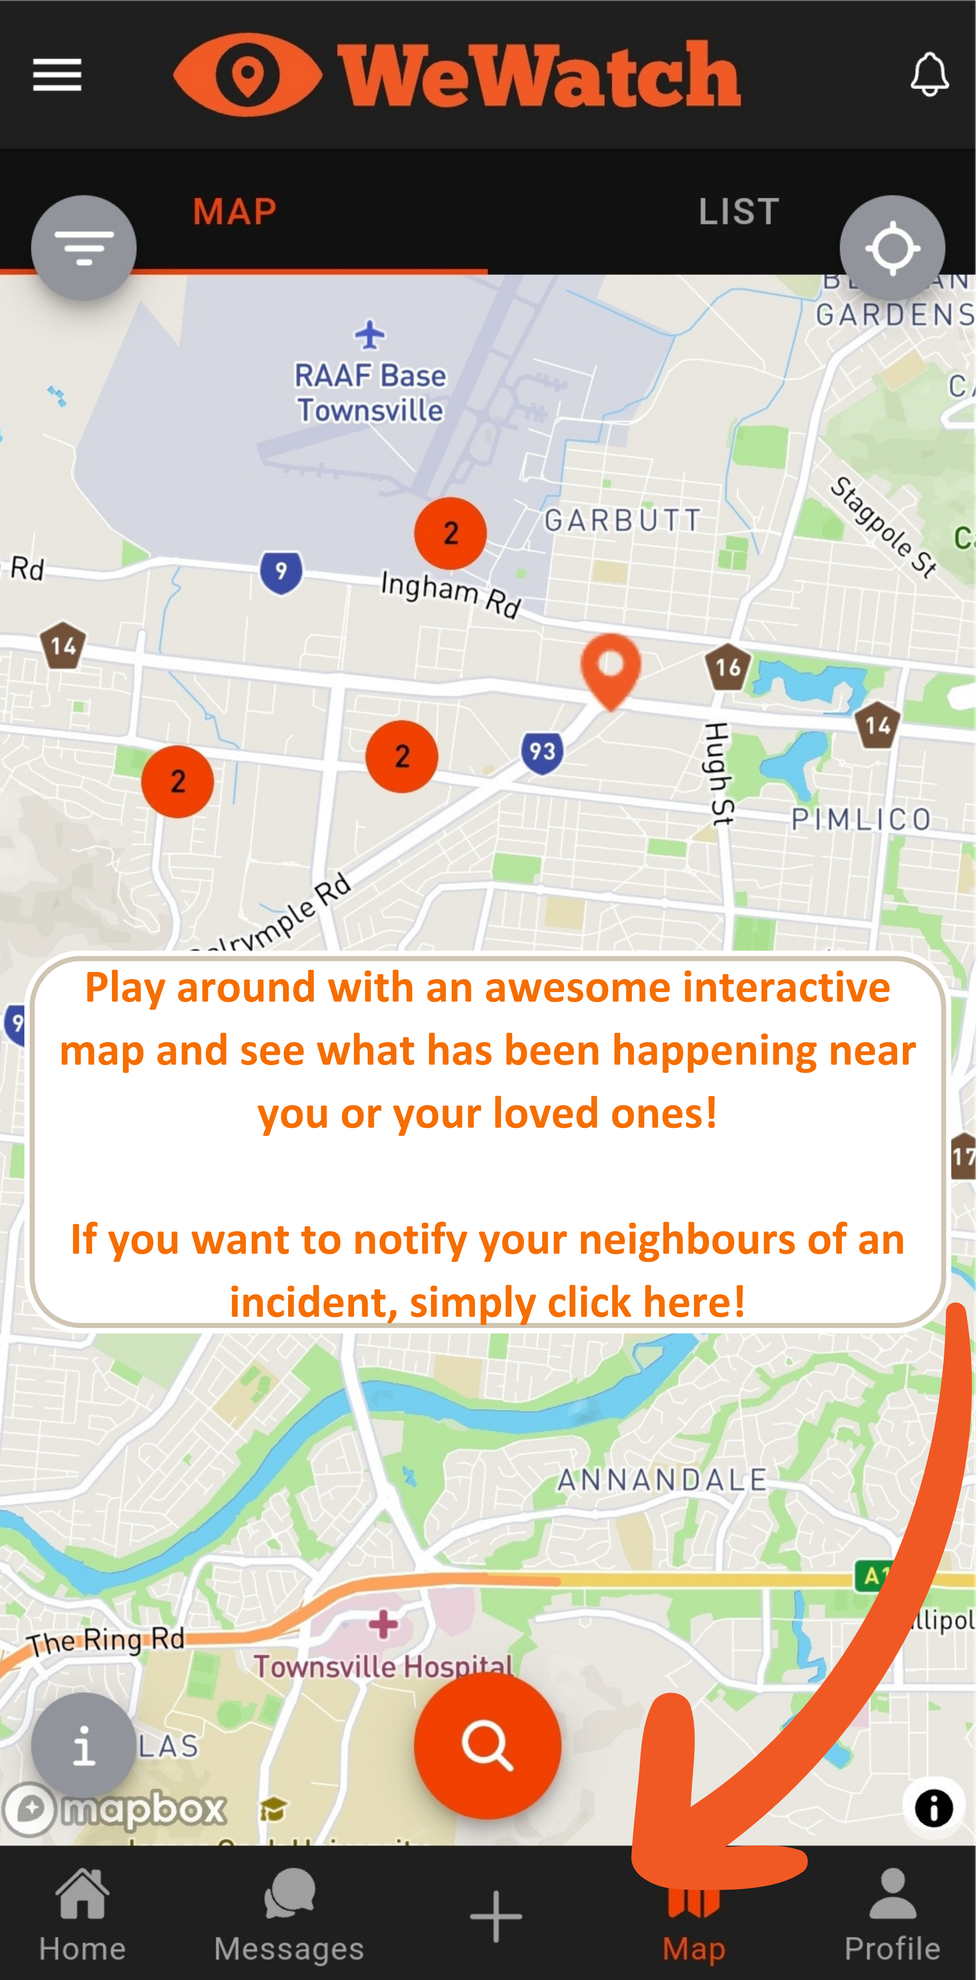 WeWatch
MAP
LIST
GARDENS
RAAF Base
Townsville
Stagpole St
GARBUTT
2
Rd
9
Ingham Rd
14
16
14
2
93
2
Hugh St
PIMLICO
Play around with an awesome interactive
map and see what has been happening near
you or your loved ones!
17
If you want to notify your neighbours of an
incident, simply click here!
ANNANDALE
The Ring Rd
Townsville Hospital
i
LAS
mapbox
Home
Messages
Map
Profile